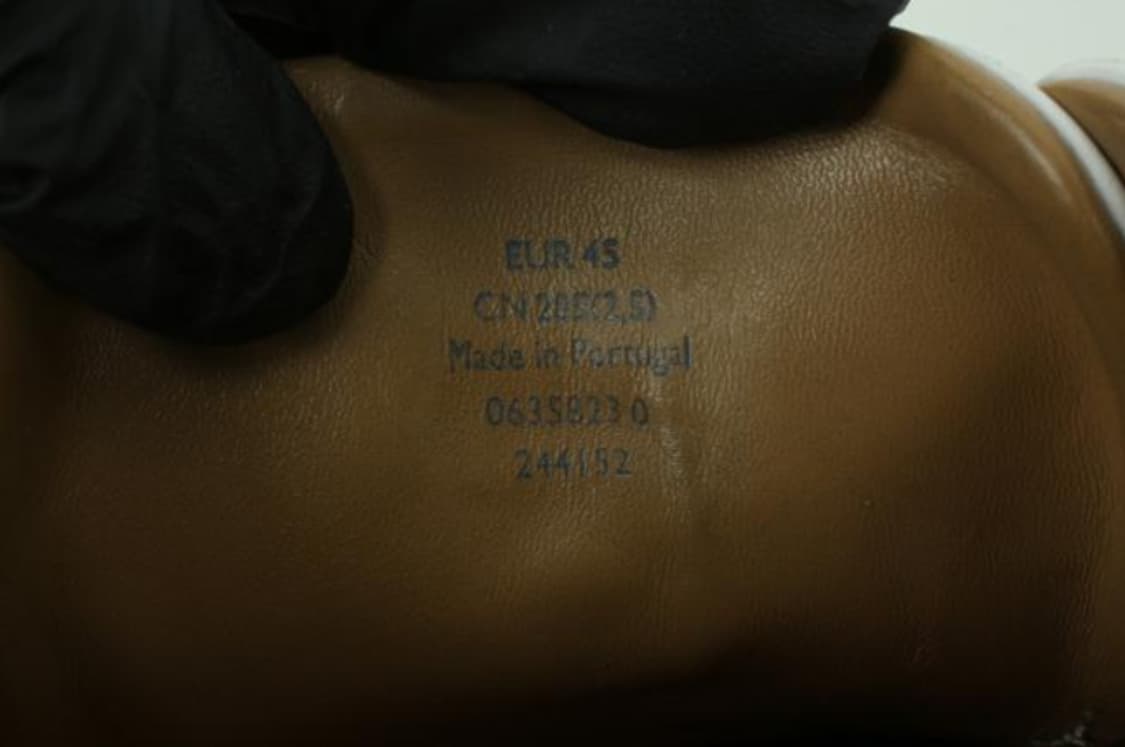 EUR 45
CN 285(2,5)
Made in Portugal
0635823 0
244152